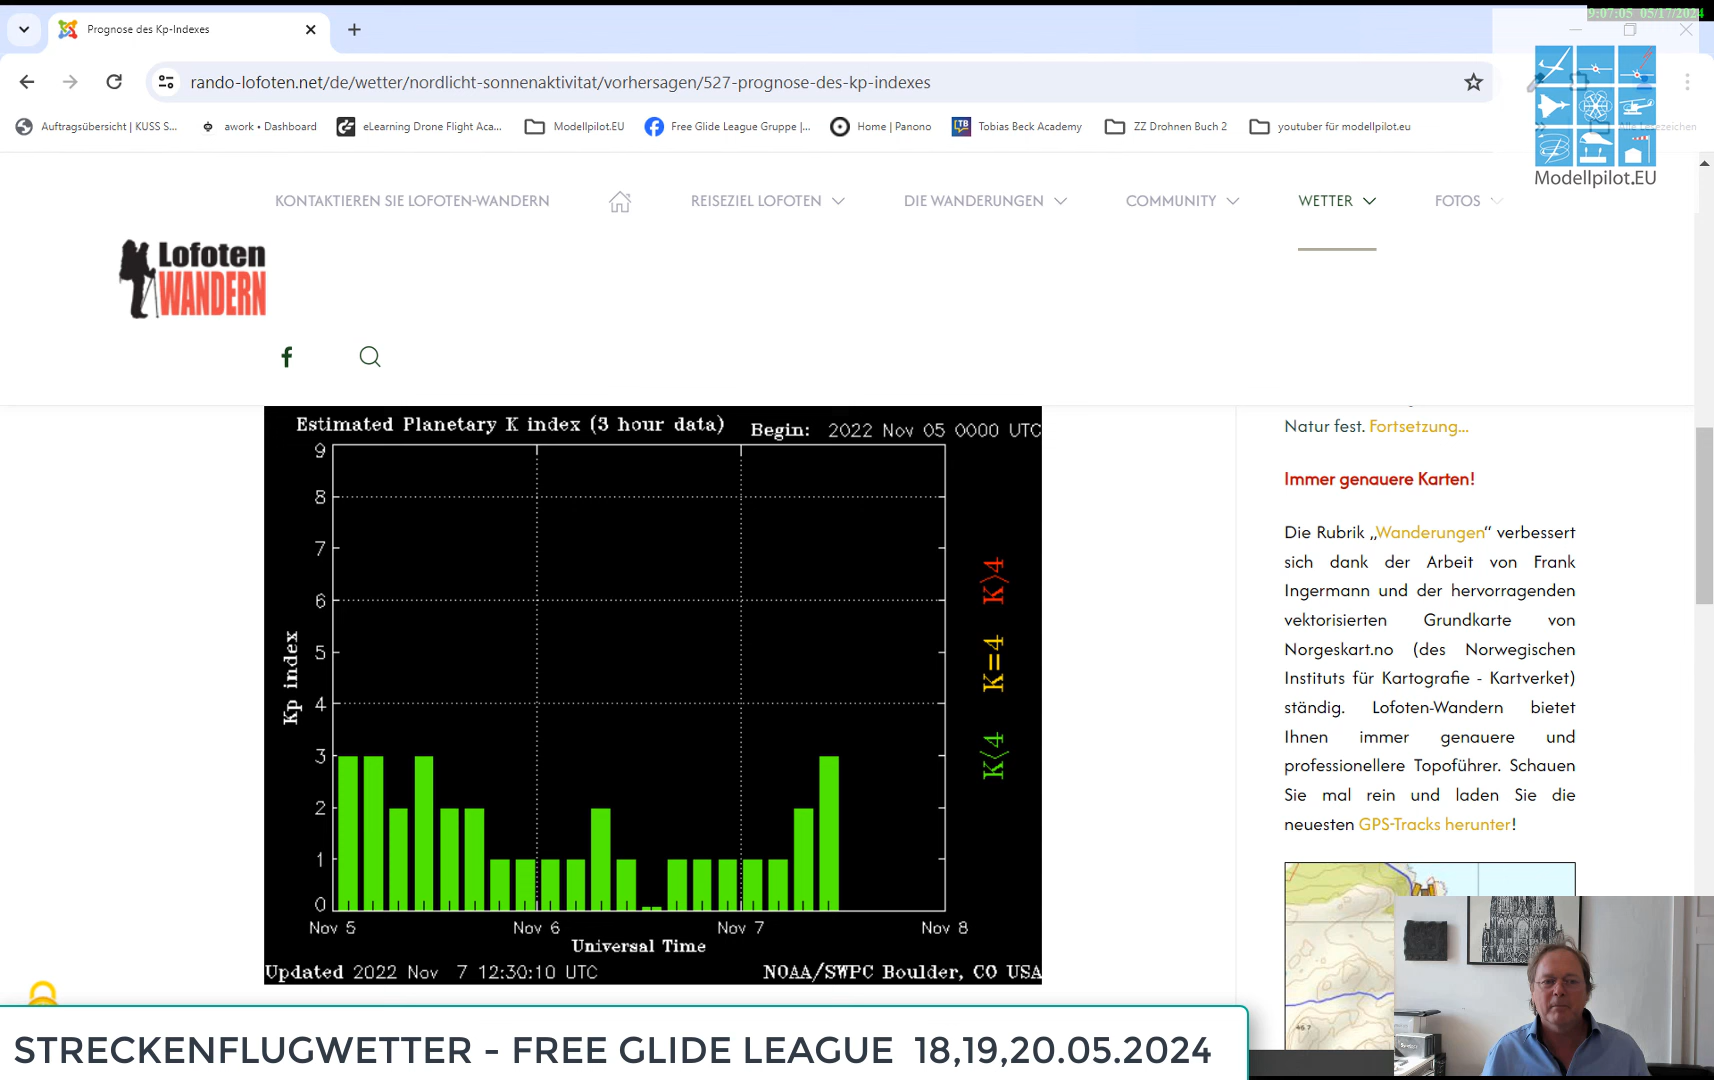 9:07:05 05/17/2024
Prognose des Kp-Indexes
rando-lofoten.net/de/wetter/nordlicht-sonnenaktivitat/vorhersagen/527-prognose-des-kp-indexes
Auftragsübersicht | KUSS S...
awork • Dashboard
eLearning Drone Flight Aca...
Modellpilot.EU
Free Glide League Gruppe |...
Home | Panono
Tobias Beck Academy
ZZ Drohnen Buch 2
youtuber für modellpilot.eu
Alle Lesezeichen
Modellpilot.EU
KONTAKTIEREN SIE LOFOTEN-WANDERN
REISEZIEL LOFOTEN
DIE WANDERUNGEN
COMMUNITY
WETTER
FOTOS
Lofoten
WANDERN
Estimated Planetary K index (3 hour data)
Begin: 2022 Nov 05 0000 UTC
9
8
7
6
5
4
3
2
1
0
Kp index
K>4
K=4
K<4
Nov 5
Nov 6
Nov 7
Nov 8
Universal Time
Updated 2022 Nov 7 12:30:10 UTC
NOAA/SWPC Boulder, CO USA
Natur fest. Fortsetzung...
Immer genauere Karten!
Die Rubrik „Wanderungen“ verbessert
sich dank der Arbeit von Frank
Ingermann und der hervorragenden
vektorisierten Grundkarte von
Norgeskart.no (des Norwegischen
Instituts für Kartografie - Kartverket)
ständig. Lofoten-Wandern bietet
Ihnen immer genauere und
professionellere Topoführer. Schauen
Sie mal rein und laden Sie die
neuesten GPS-Tracks herunter!
STRECKENFLUGWETTER - FREE GLIDE LEAGUE 18,19,20.05.2024